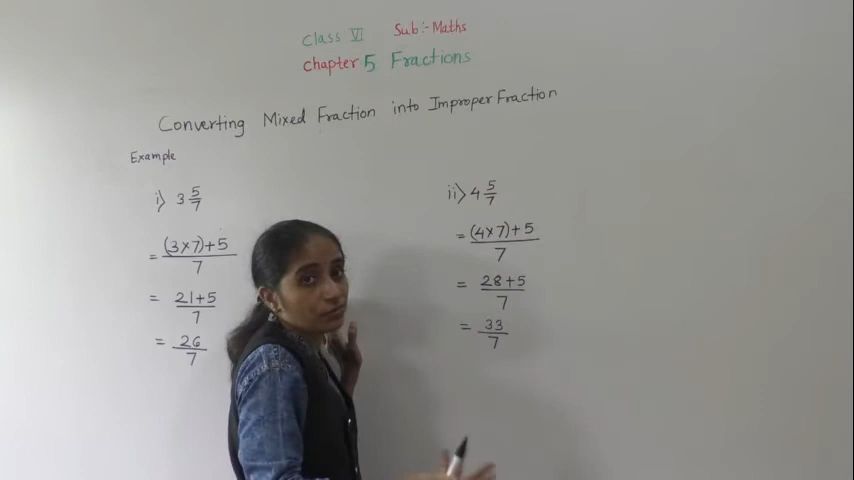 Class VI Sub:- Maths
Chapter 5 Fractions
Converting Mixed Fraction into Improper Fraction
Example
i) 3 5/7
= (3×7)+5/7
= 21+5/7
= 26/7
ii) 4 5/7
= (4×7)+5/7
= 28+5/7
= 33/7